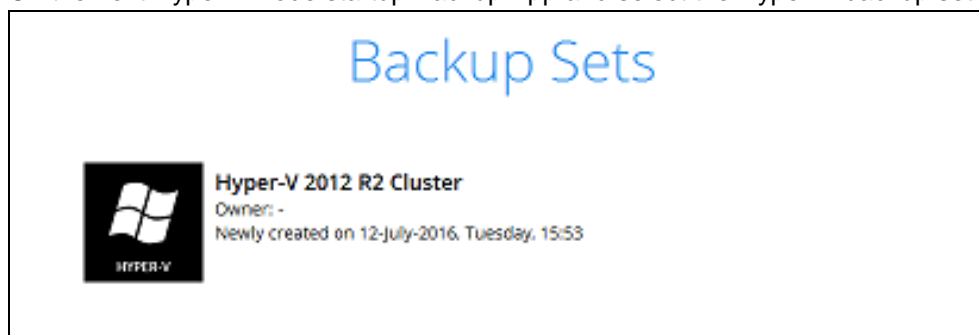 Backup Sets
Hyper-V 2012 R2 Cluster
Owner: -
Newly created on 12-July-2016, Tuesday, 15:53
HYPER-V